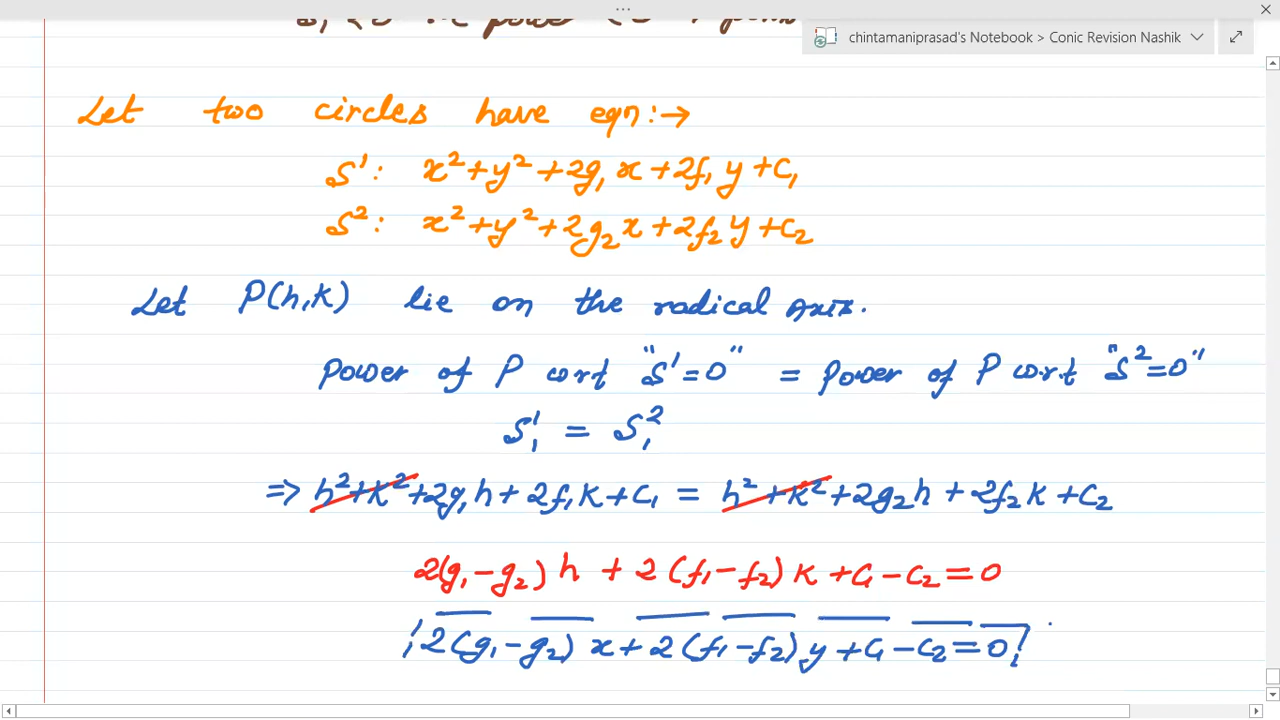 chintamaniprasad's Notebook > Conic Revision Nashik
Let two circles have eqn:→
S¹: x²+y²+2g₁x+2f₁y+c₁
S²: x²+y²+2g₂x+2f₂y+c₂
Let P(h,k) lie on the radical axis.
Power of P wrt "S¹=0" = Power of P w.r.t "S²=0"
S₁¹ = S₁²
⇒ h²+k²+2g₁h+2f₁k+c₁ = h²+k²+2g₂h+2f₂k+c₂
2(g₁-g₂)h + 2(f₁-f₂)k+c₁-c₂=0
2(g₁-g₂)x+2(f₁-f₂)y+c₁-c₂=0